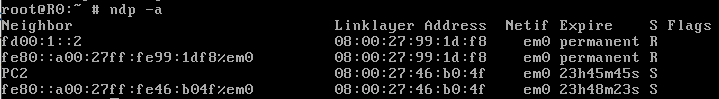 root@R0:~ # ndp -a
Neighbor Linklayer Address Netif Expire S Flags
fd00:1::2 08:00:27:99:1d:f8 em0 permanent R
fe80::a00:27ff:fe99:1df8%em0 08:00:27:99:1d:f8 em0 permanent R
PC2 08:00:27:46:b0:4f em0 23h45m45s S
fe80::a00:27ff:fe46:b04f%em0 08:00:27:46:b0:4f em0 23h48m23s S